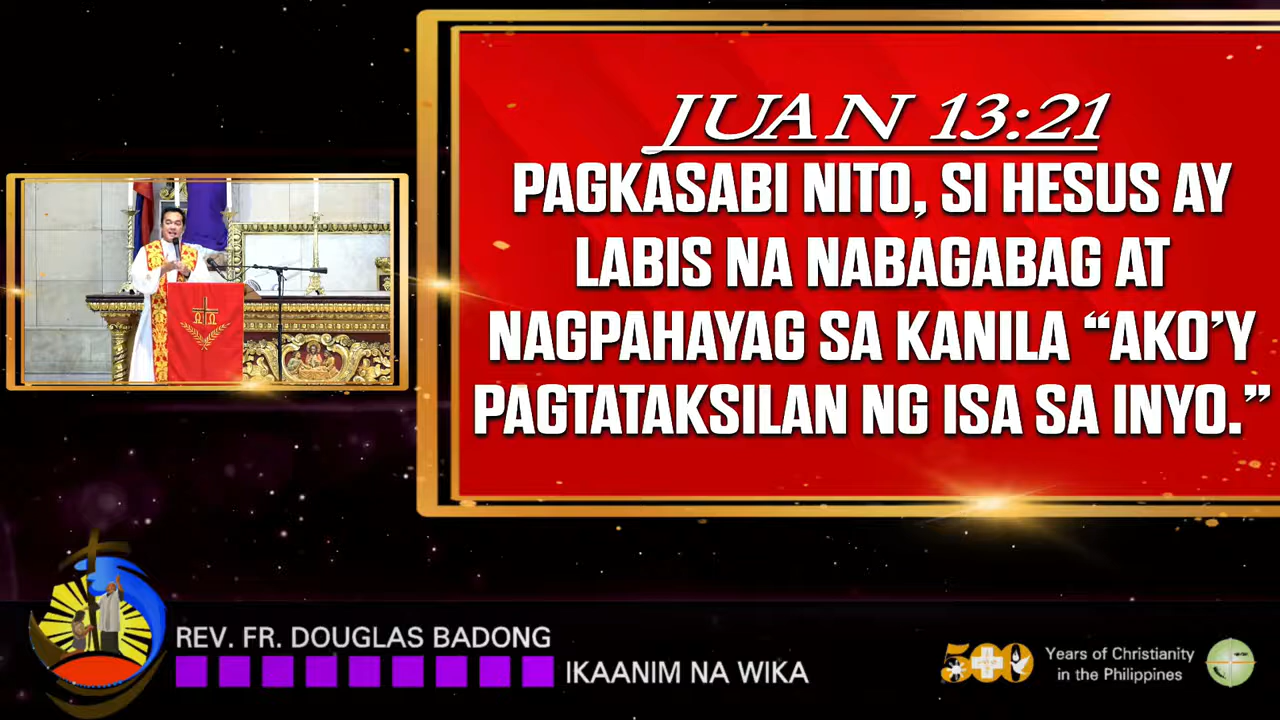 JUAN 13:21
PAGKASABI NITO, SI HESUS AY
LABIS NA NABAGABAG AT
NAGPAHAYAG SA KANILA “AKO’Y
PAGTATAKSILAN NG ISA SA INYO.”
REV. FR. DOUGLAS BADONG
IKAANIM NA WIKA
500 Years of Christianity
in the Philippines